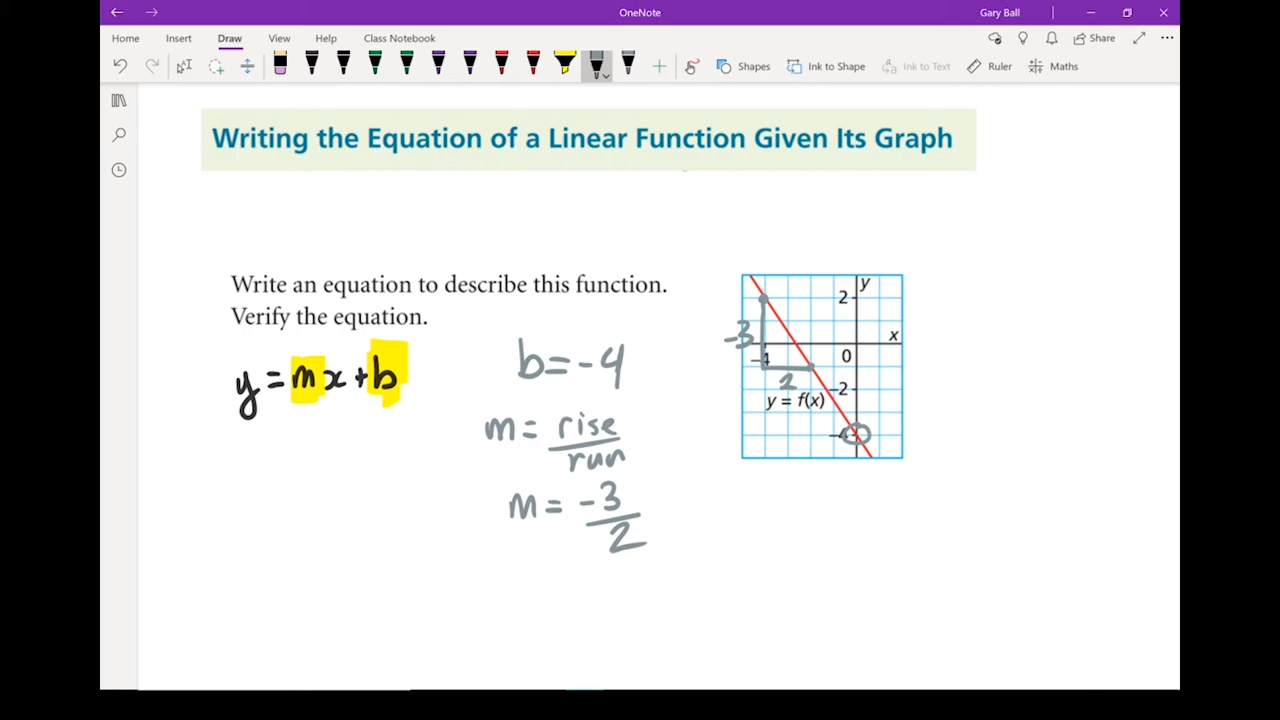 OneNote
Gary Ball
Home Insert Draw View Help Class Notebook
Share
Shapes Ink to Shape Ink to Text Ruler Maths
Writing the Equation of a Linear Function Given Its Graph
Write an equation to describe this function.
Verify the equation.
y = mx + b
b = -4
m = rise
run
m = -3
2
y
2
x
-3
-4
0
2
-2
y = f(x)
-4